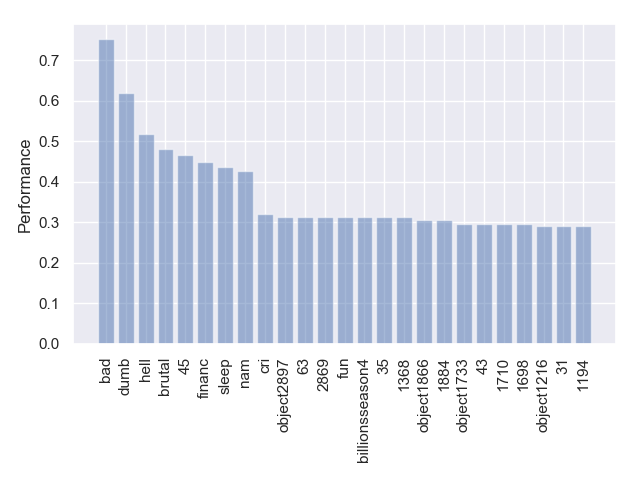 0.7
0.6
0.5
0.4
0.3
0.2
0.1
0.0
Performance
bad
dumb
hell
brutal
45
financ
sleep
nam
cri
object2897
63
2869
fun
billionsseason4
35
1368
object1866
1884
object1733
43
1710
1698
object1216
31
1194